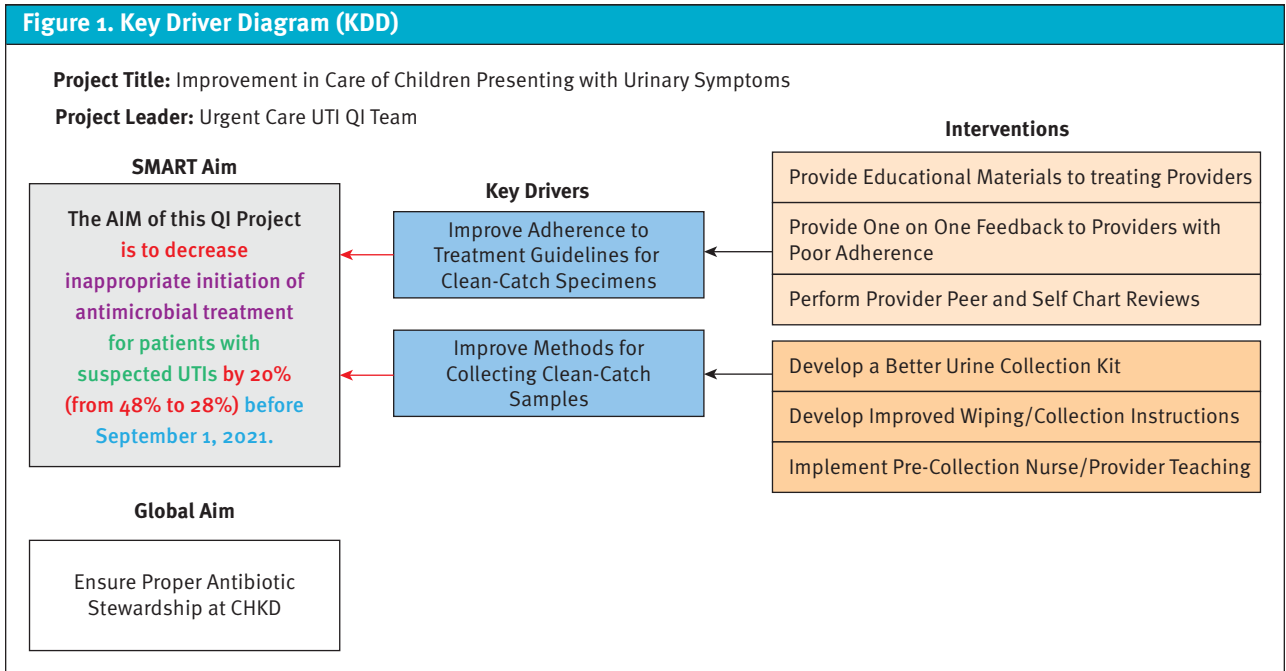 Figure 1. Key Driver Diagram (KDD)
Project Title: Improvement in Care of Children Presenting with Urinary Symptoms
Project Leader: Urgent Care UTI QI Team
SMART Aim
The AIM of this QI Project
is to decrease
inappropriate initiation of
antimicrobial treatment
for patients with
suspected UTIs by 20%
(from 48% to 28%) before
September 1, 2021.
Global Aim
Ensure Proper Antibiotic
Stewardship at CHKD
Key Drivers
Improve Adherence to
Treatment Guidelines for
Clean-Catch Specimens
Improve Methods for
Collecting Clean-Catch
Samples
Interventions
Provide Educational Materials to treating Providers
Provide One on One Feedback to Providers with
Poor Adherence
Perform Provider Peer and Self Chart Reviews
Develop a Better Urine Collection Kit
Develop Improved Wiping/Collection Instructions
Implement Pre-Collection Nurse/Provider Teaching